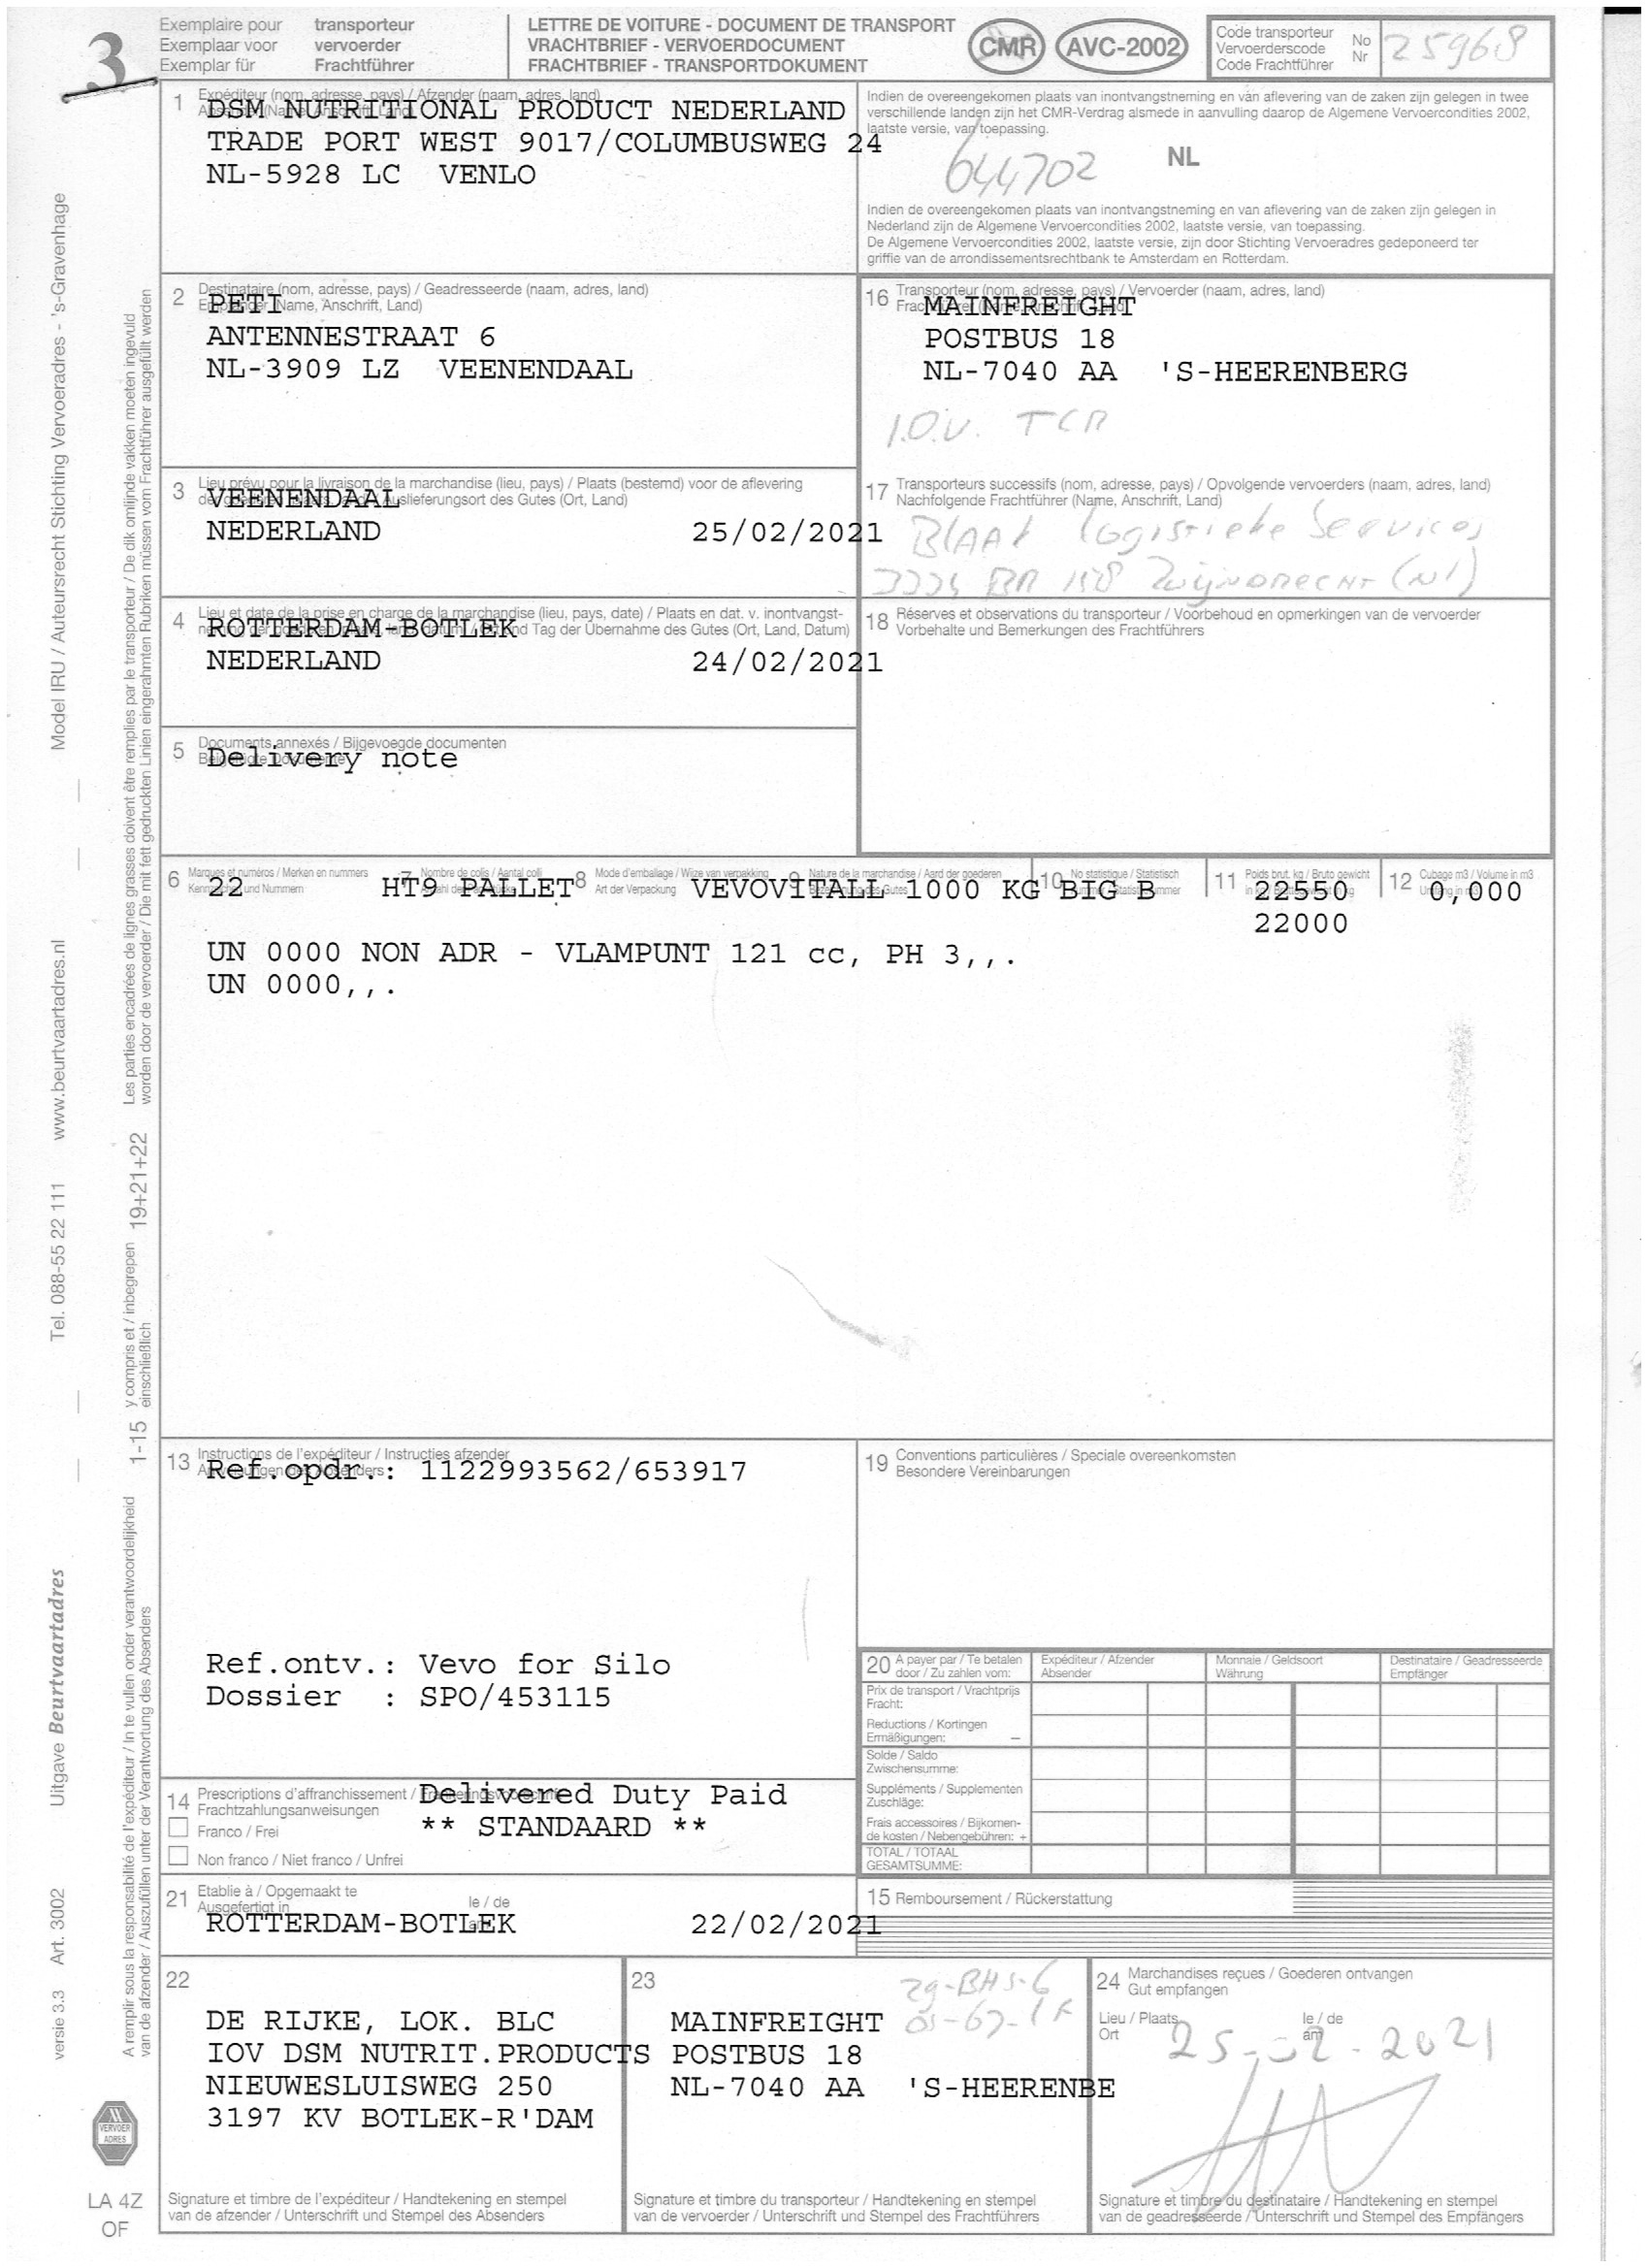 3
Exemplaire pour transporteur
Exemplaar voor vervoerder
Exemplar für Frachtführer
LETTRE DE VOITURE - DOCUMENT DE TRANSPORT
VRACHTBRIEF - VERVOERDOCUMENT
FRACHTBRIEF - TRANSPORTDOKUMENT
CMR
AVC-2002
Code transporteur
Vervoerderscode
Code Frachtführer
No
Nr
25968
1 Expéditeur (nom, adresse, pays) / Afzender (naam, adres, land)
Absender (Name, Anschrift, Land)
DSM NUTRITIONAL PRODUCT NEDERLAND
TRADE PORT WEST 9017/COLUMBUSWEG 24
NL-5928 LC VENLO
Indien de overeengekomen plaats van inontvangstneming en van aflevering van de zaken zijn gelegen in twee
verschillende landen zijn het CMR-Verdrag alsmede in aanvulling daarop de Algemene Vervoercondities 2002,
laatste versie, van toepassing.
644702
NL
Indien de overeengekomen plaats van inontvangstneming en van aflevering van de zaken zijn gelegen in
Nederland zijn de Algemene Vervoercondities 2002, laatste versie, van toepassing.
De Algemene Vervoercondities 2002, laatste versie, zijn door Stichting Vervoeradres gedeponeerd ter
griffie van de arrondissementsrechtbank te Amsterdam en Rotterdam.
2 Destinataire (nom, adresse, pays) / Geadresseerde (naam, adres, land)
Empfänger (Name, Anschrift, Land)
PETI
ANTENNESTRAAT 6
NL-3909 LZ VEENENDAAL
16 Transporteur (nom, adresse, pays) / Vervoerder (naam, adres, land)
Frachtführer (Name, Anschrift, Land)
MAINFREIGHT
POSTBUS 18
NL-7040 AA 'S-HEERENBERG
I.O.V. TCR
3 Lieu prévu pour la livraison de la marchandise (lieu, pays) / Plaats (bestemd) voor de aflevering
Auslieferungsort des Gutes (Ort, Land)
VEENENDAAL
NEDERLAND 25/02/2021
17 Transporteurs successifs (nom, adresse, pays) / Opvolgende vervoerders (naam, adres, land)
Nachfolgende Frachtführer (Name, Anschrift, Land)
Blaat Logistieke Services
BR 158 Zwijndrecht (Nl)
4 Lieu et date de la prise en charge de la marchandise (lieu, pays, date) / Plaats en dat. v. inontvangst-
und Tag der Übernahme des Gutes (Ort, Land, Datum)
ROTTERDAM-BOTLEK
NEDERLAND 24/02/2021
18 Réserves et observations du transporteur / Voorbehoud en opmerkingen van de vervoerder
Vorbehalte und Bemerkungen des Frachtführers
5 Documents annexés / Bijgevoegde documenten
Beigefügte Dokumente
Delivery note
6 Marques et numéros / Merken en nummers
Kennzeichen und Nummern
7 Nombre de colis / Aantal colli
Anzahl der Packstücke
8 Mode d'emballage / Wijze van verpakking
Art der Verpackung
9 Nature de la marchandise / Aard der goederen
Bezeichnung des Gutes
10 No statistique / Statistisch
11 Poids brut, kg / Bruto gewicht
12 Cubage m3 / Volume in m3
Umfang in m3
22 HT9 PALLET VEVOVITALL 1000 KG BIG B 22550 0,000
22000
UN 0000 NON ADR - VLAMPUNT 121 cc, PH 3,,.
UN 0000,,.
13 Instructions de l'expéditeur / Instructies afzender
Anweisungen des Absenders
Ref.opdr.: 1122993562/653917
Ref.ontv.: Vevo for Silo
Dossier : SPO/453115
19 Conventions particulières / Speciale overeenkomsten
Besondere Vereinbarungen
20 A payer par / Te betalen
door / Zu zahlen vom:
Expéditeur / Afzender
Absender
Monnaie / Geldsoort
Währung
Destinataire / Geadresseerde
Empfänger
Prix de transport / Vrachtprijs
Fracht:
Reductions / Kortingen
Ermäßigungen: –
Solde / Saldo
Zwischensumme:
Suppléments / Supplementen
Zuschläge:
Frais accessoires / Bijkomen-
de kosten / Nebengebühren: +
TOTAL / TOTAAL
GESAMTSUMME:
14 Prescriptions d'affranchissement / Frankeringsvoorschrift
Frachtzahlungsanweisungen
Franco / Frei
Non franco / Niet franco / Unfrei
Delivered Duty Paid
** STANDAARD **
21 Etablie à / Opgemaakt te
Ausgefertigt in
le / de
am
ROTTERDAM-BOTLEK 22/02/2021
15 Remboursement / Rückerstattung
22
DE RIJKE, LOK. BLC
IOV DSM NUTRIT.PRODUCTS
NIEUWESLUISWEG 250
3197 KV BOTLEK-R'DAM
Signature et timbre de l'expéditeur / Handtekening en stempel
van de afzender / Unterschrift und Stempel des Absenders
23
29-BHS-6
MAINFREIGHT
POSTBUS 18
NL-7040 AA 'S-HEERENBE
Signature et timbre du transporteur / Handtekening en stempel
van de vervoerder / Unterschrift und Stempel des Frachtführers
24 Marchandises reçues / Goederen ontvangen
Gut empfangen
Lieu / Plaats
Ort
le / de
am
25-02-2021
Signature et timbre du destinataire / Handtekening en stempel
van de geadresseerde / Unterschrift und Stempel des Empfängers
Model IRU / Auteursrecht Stichting Vervoeradres - 's-Gravenhage
www.beurtvaartadres.nl
Tel. 088-55 22 111
Uitgave Beurtvaartadres
Art. 3002
versie 3.3
Les parties encadrées de lignes grasses doivent être remplies par le transporteur / De dik omlijnde vakken moeten ingevuld
worden door de vervoerder / Die mit fett gedruckten Linien eingerahmten Rubriken müssen vom Frachtführer ausgefüllt werden
19+21+22
y compris et / inbegrepen
einschließlich
1-15
A remplir sous la responsabilité de l'expéditeur / In te vullen onder verantwoordelijkheid
van de afzender / Auszufüllen unter der Verantwortung des Absenders
VERVOER
ADRES
LA 4Z
OF